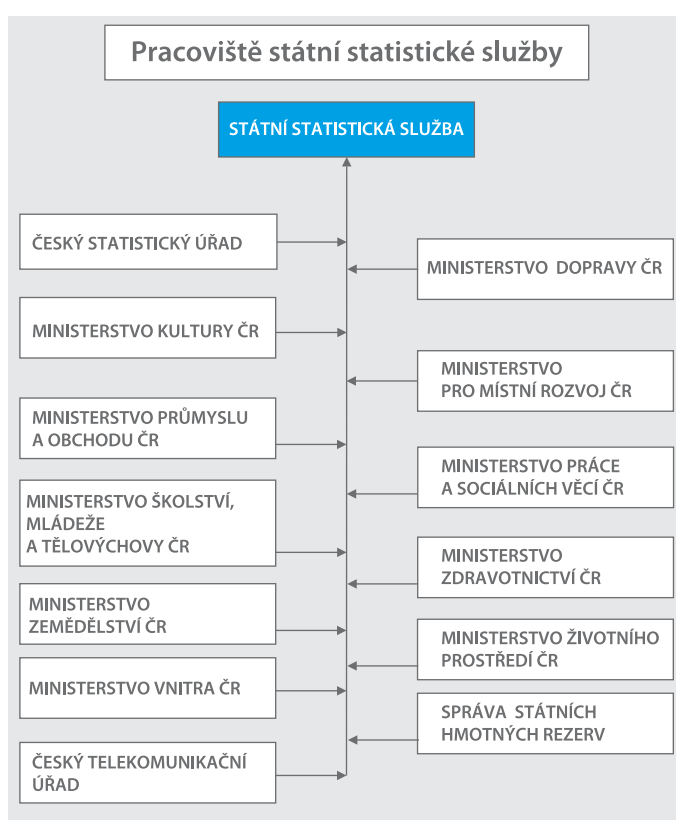 Pracoviště státní statistické služby
STÁTNÍ STATISTICKÁ SLUŽBA
ČESKÝ STATISTICKÝ ÚŘAD
MINISTERSTVO DOPRAVY ČR
MINISTERSTVO KULTURY ČR
MINISTERSTVO
PRO MÍSTNÍ ROZVOJ ČR
MINISTERSTVO PRŮMYSLU
A OBCHODU ČR
MINISTERSTVO PRÁCE
A SOCIÁLNÍCH VĚCÍ ČR
MINISTERSTVO ŠKOLSTVÍ,
MLÁDEŽE
A TĚLOVÝCHOVY ČR
MINISTERSTVO
ZDRAVOTNICTVÍ ČR
MINISTERSTVO
ZEMĚDĚLSTVÍ ČR
MINISTERSTVO ŽIVOTNÍHO
PROSTŘEDÍ ČR
MINISTERSTVO VNITRA ČR
SPRÁVA STÁTNÍCH
HMOTNÝCH REZERV
ČESKÝ TELEKOMUNIKAČNÍ
ÚŘAD